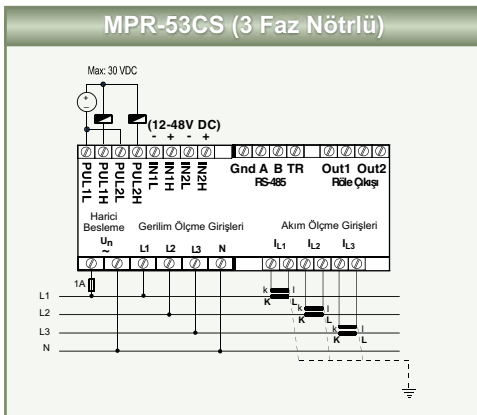 MPR-53CS (3 Faz Nötrlü)
Max: 30 VDC
+
-
(12-48V DC)
- + - +
PUL1L PUL1H PUL2L PUL2H IN1L IN1H IN2L IN2H
Gnd A B TR Out1 Out2
RS-485 Röle Çıkışı
Harici
Besleme
Gerilim Ölçme Girişleri
Akım Ölçme Girişleri
Un
~
L1 L2 L3 N
IL1 IL2 IL3
1A
L1
k l
K L
L2
k l
K L
L3
k l
K L
N